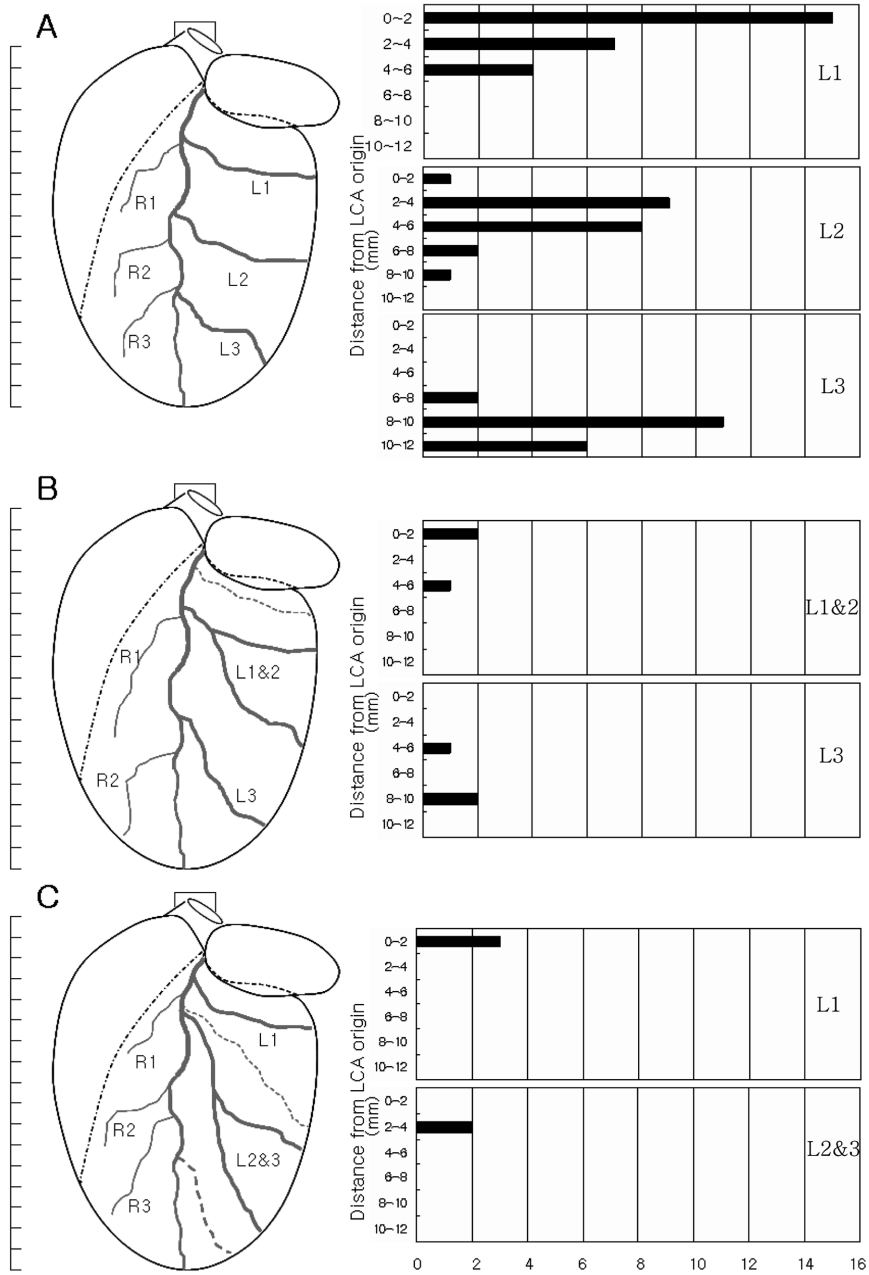 A
R1
R2
R3
L1
L2
L3
Distance from LCA origin
(mm)
0~2
2~4
4~6
6~8
8~10
10~12
L1
0~2
2~4
4~6
6~8
8~10
10~12
L2
0~2
2~4
4~6
6~8
8~10
10~12
L3
B
R1
R2
L1&2
L3
Distance from LCA origin
(mm)
0~2
2~4
4~6
6~8
8~10
10~12
L1&2
0~2
2~4
4~6
6~8
8~10
10~12
L3
C
R1
R2
R3
L1
L2&3
Distance from LCA origin
(mm)
0~2
2~4
4~6
6~8
8~10
10~12
L1
0~2
2~4
4~6
6~8
8~10
10~12
L2&3
0 2 4 6 8 10 12 14 16